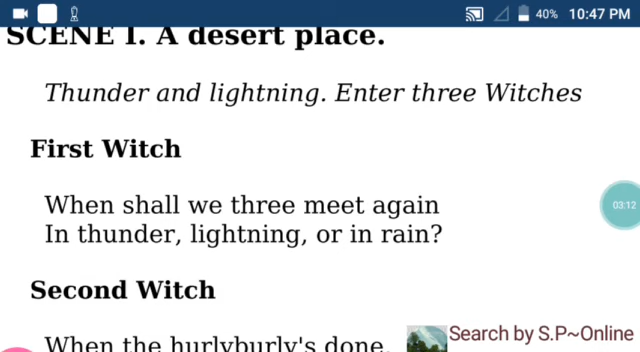 40% 10:47 PM
SCENE I. A desert place.
Thunder and lightning. Enter three Witches
First Witch
When shall we three meet again
In thunder, lightning, or in rain?
03:12
Second Witch
When the hurlyburly's done,
Search by S.P~Online